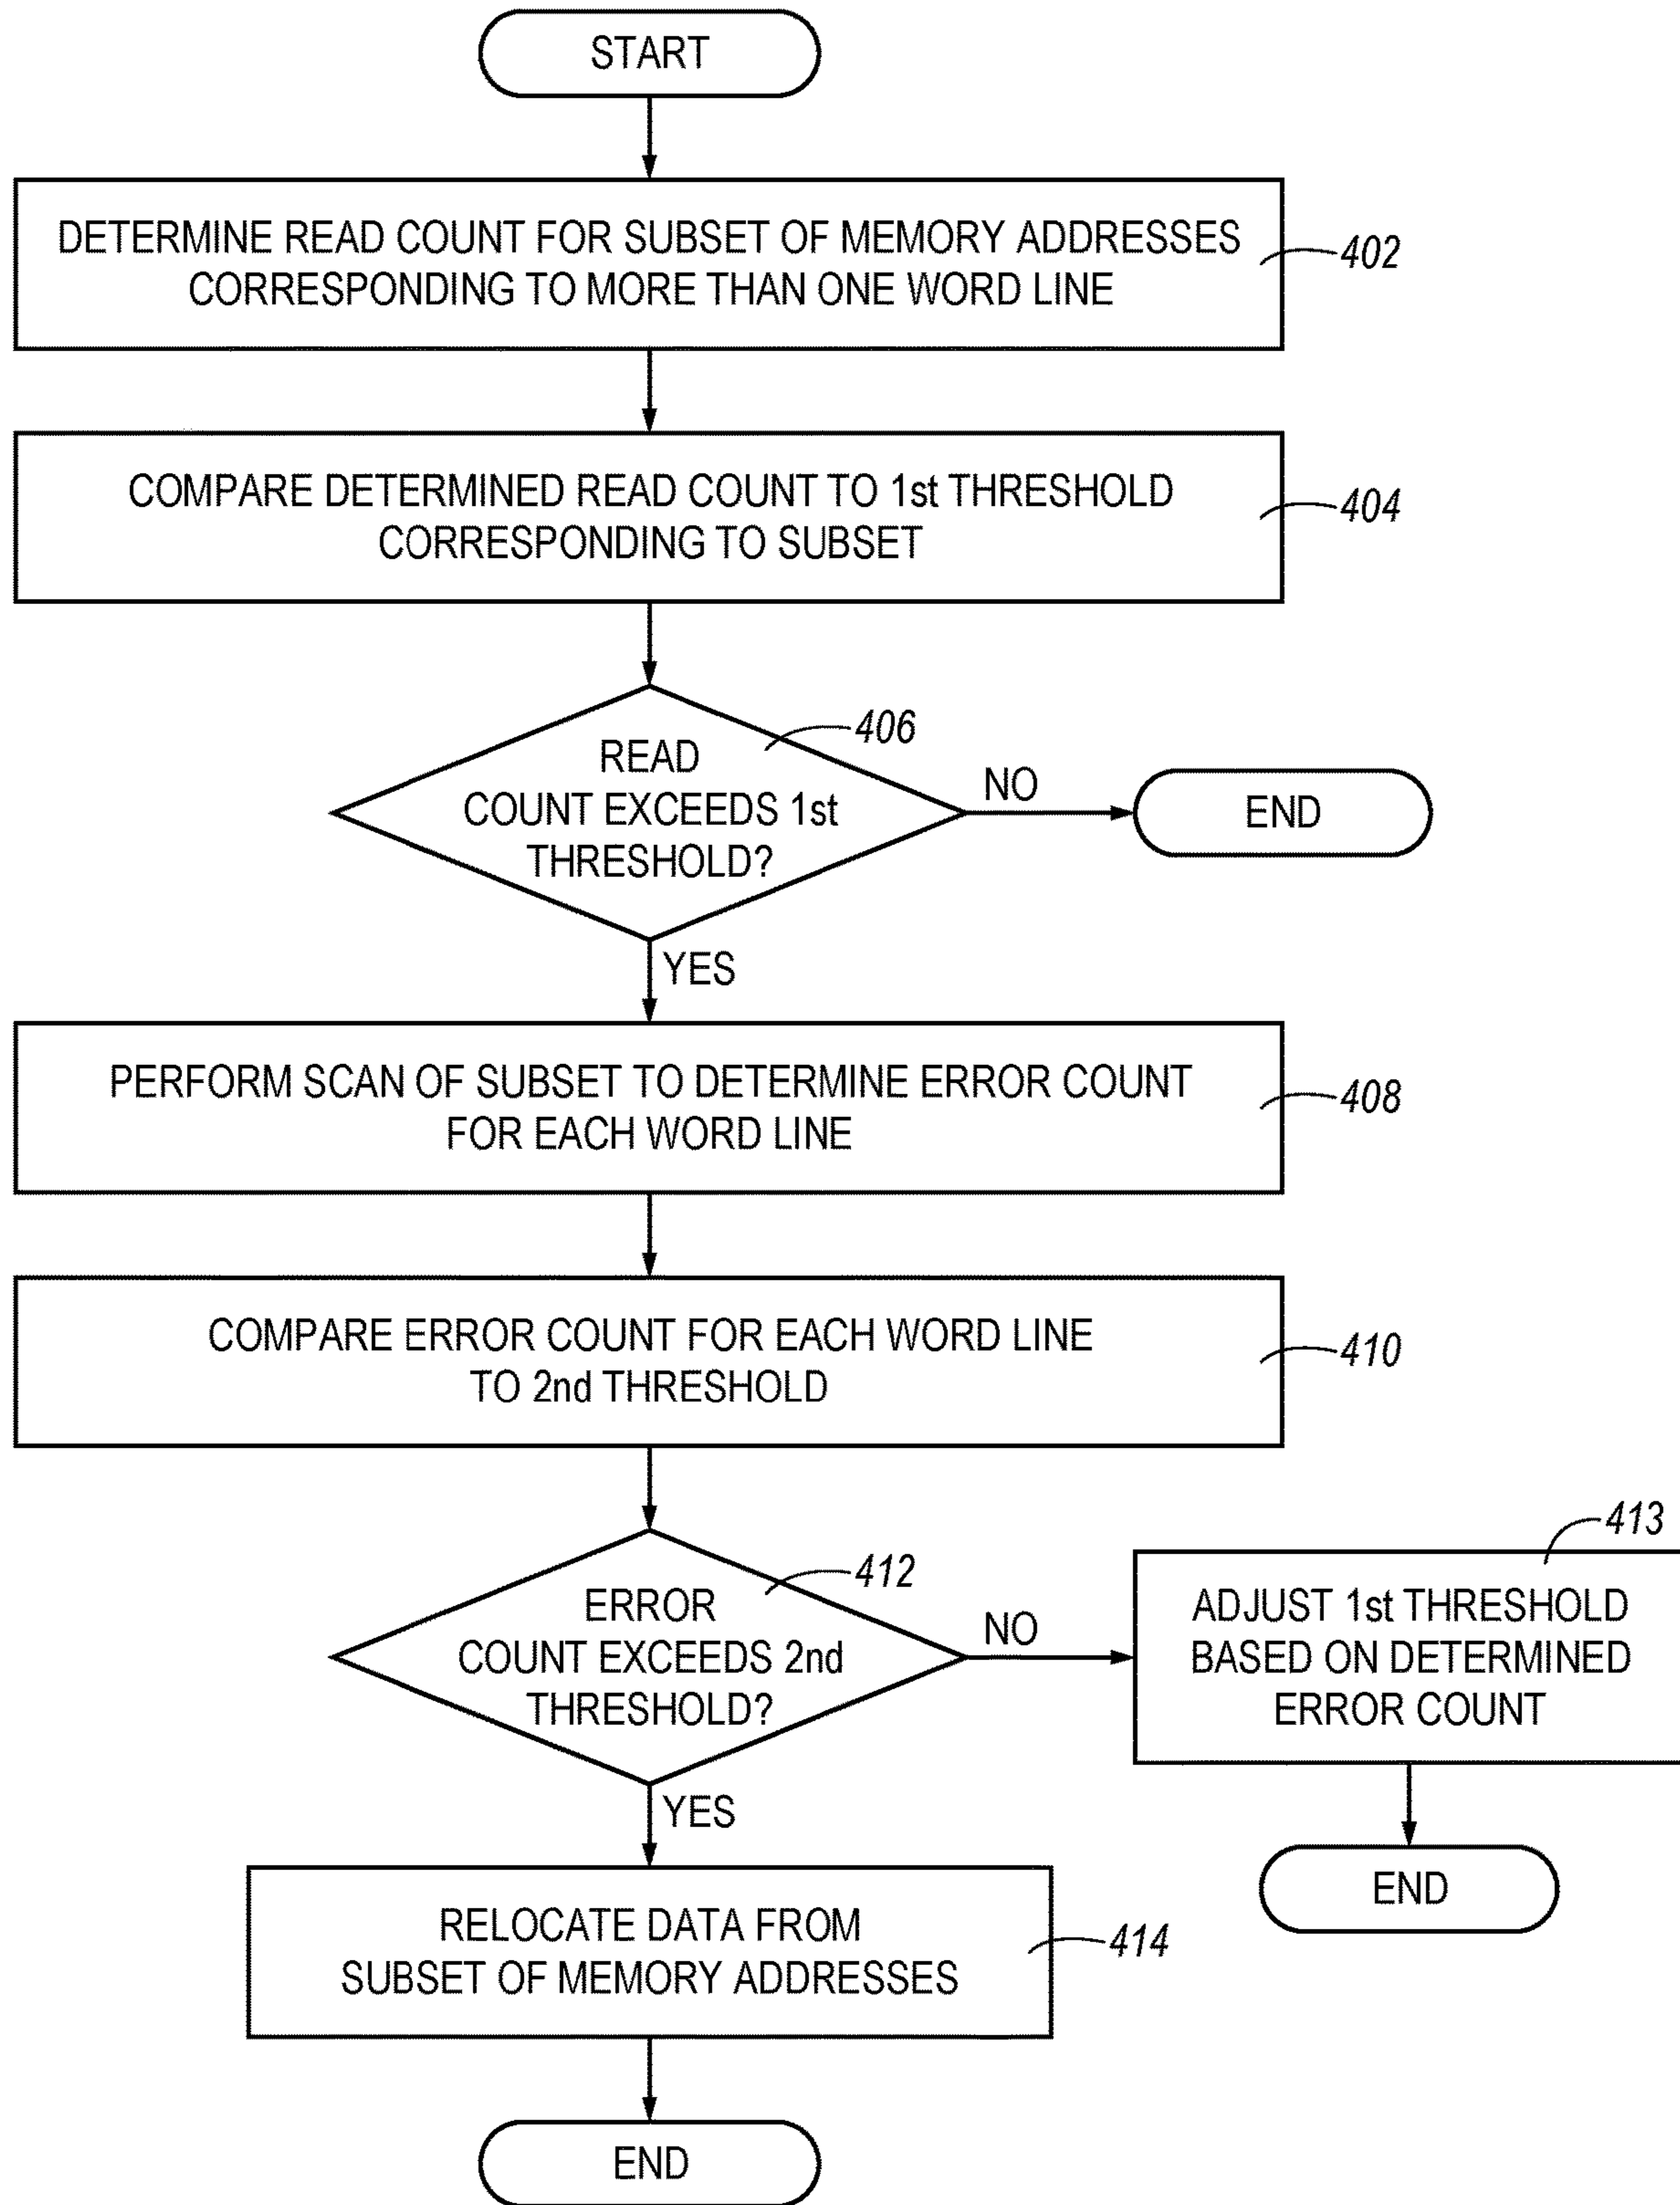 START
DETERMINE READ COUNT FOR SUBSET OF MEMORY ADDRESSES
CORRESPONDING TO MORE THAN ONE WORD LINE
402
COMPARE DETERMINED READ COUNT TO 1st THRESHOLD
CORRESPONDING TO SUBSET
404
406
READ
COUNT EXCEEDS 1st
THRESHOLD?
NO
END
YES
PERFORM SCAN OF SUBSET TO DETERMINE ERROR COUNT
FOR EACH WORD LINE
408
COMPARE ERROR COUNT FOR EACH WORD LINE
TO 2nd THRESHOLD
410
412
ERROR
COUNT EXCEEDS 2nd
THRESHOLD?
NO
413
ADJUST 1st THRESHOLD
BASED ON DETERMINED
ERROR COUNT
END
YES
RELOCATE DATA FROM
SUBSET OF MEMORY ADDRESSES
414
END